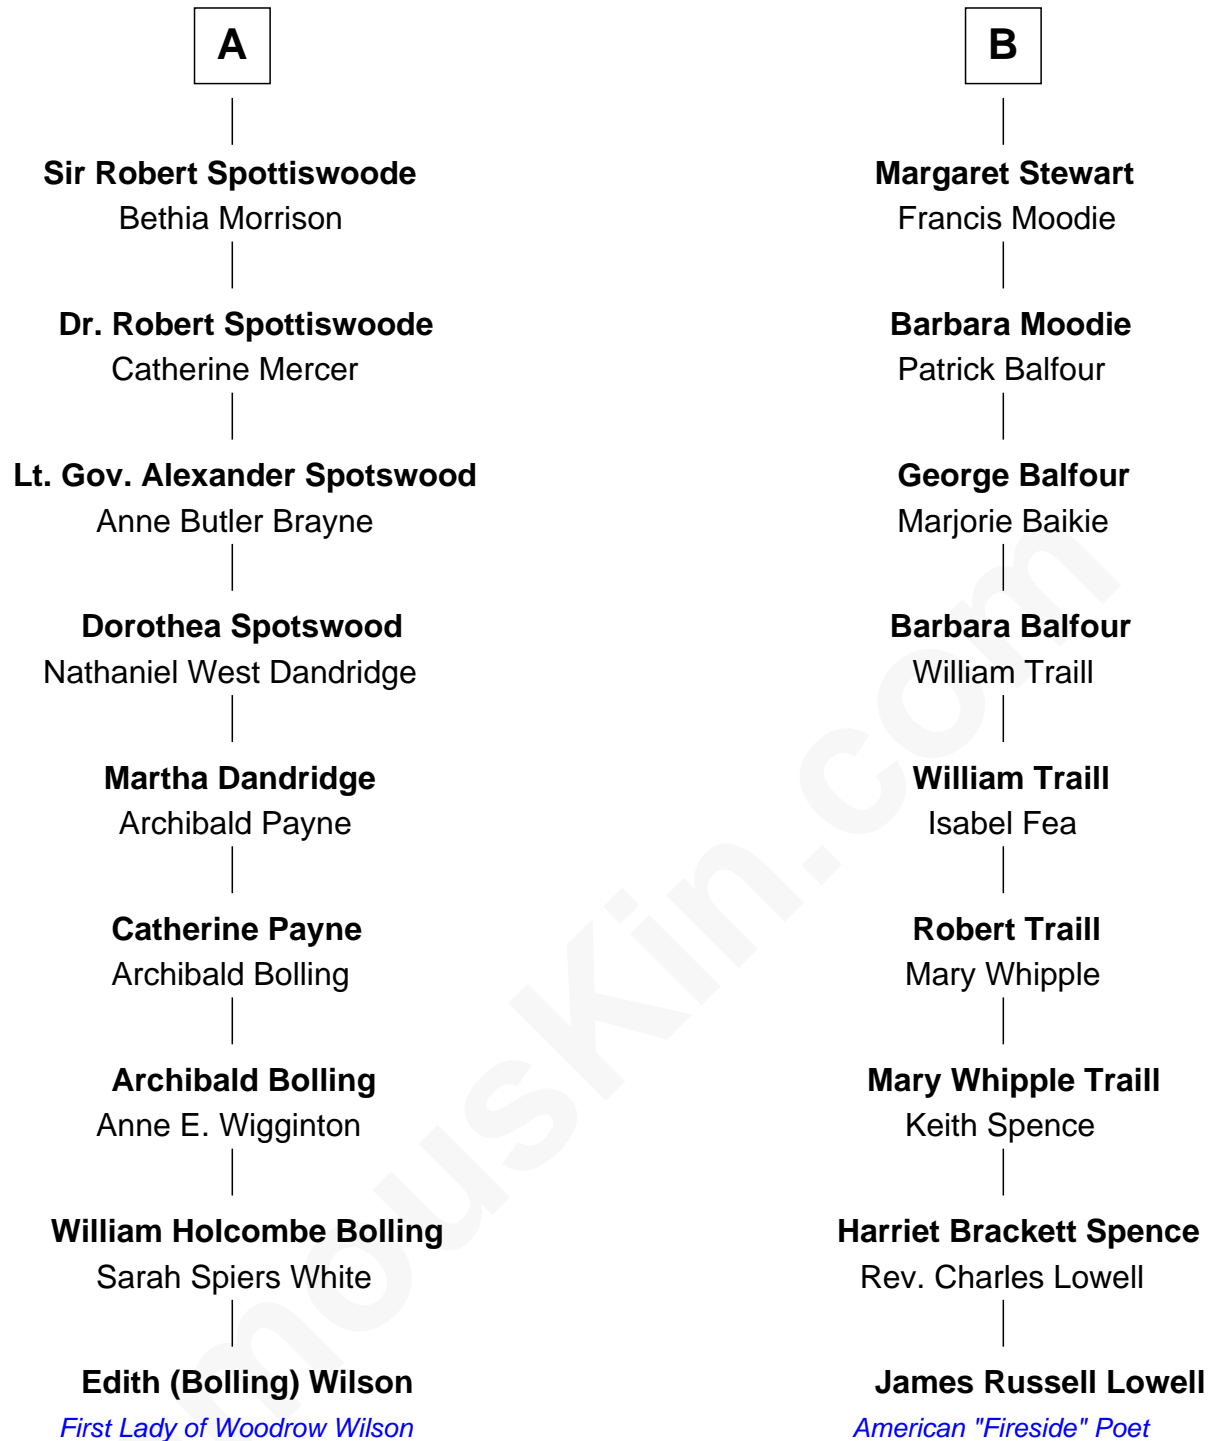 A
Sir Robert Spottiswoode
Bethia Morrison
Dr. Robert Spottiswoode
Catherine Mercer
Lt. Gov. Alexander Spotswood
Anne Butler Brayne
Dorothea Spotswood
Nathaniel West Dandridge
Martha Dandridge
Archibald Payne
Catherine Payne
Archibald Bolling
Archibald Bolling
Anne E. Wigginton
William Holcombe Bolling
Sarah Spiers White
Edith (Bolling) Wilson
First Lady of Woodrow Wilson
B
Margaret Stewart
Francis Moodie
Barbara Moodie
Patrick Balfour
George Balfour
Marjorie Baikie
Barbara Balfour
William Traill
William Traill
Isabel Fea
Robert Traill
Mary Whipple
Mary Whipple Traill
Keith Spence
Harriet Brackett Spence
Rev. Charles Lowell
James Russell Lowell
American "Fireside" Poet
mousKin.com